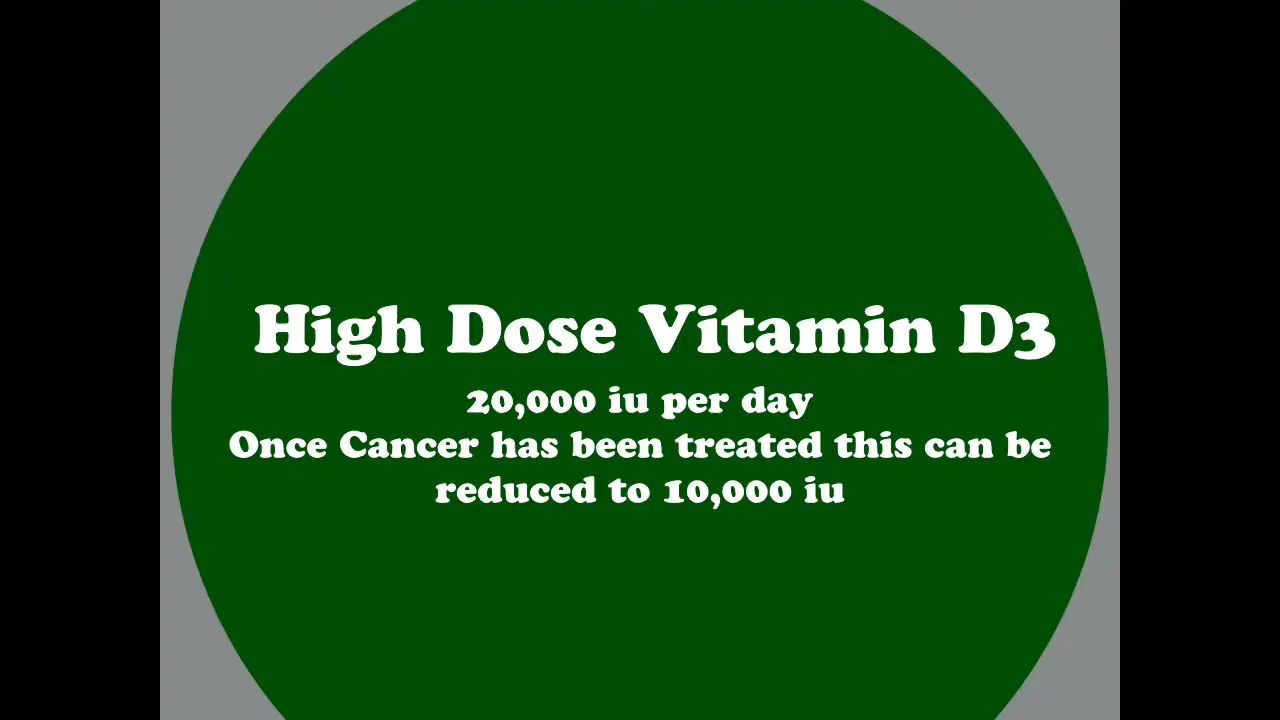 High Dose Vitamin D3
20,000 iu per day
Once Cancer has been treated this can be
reduced to 10,000 iu